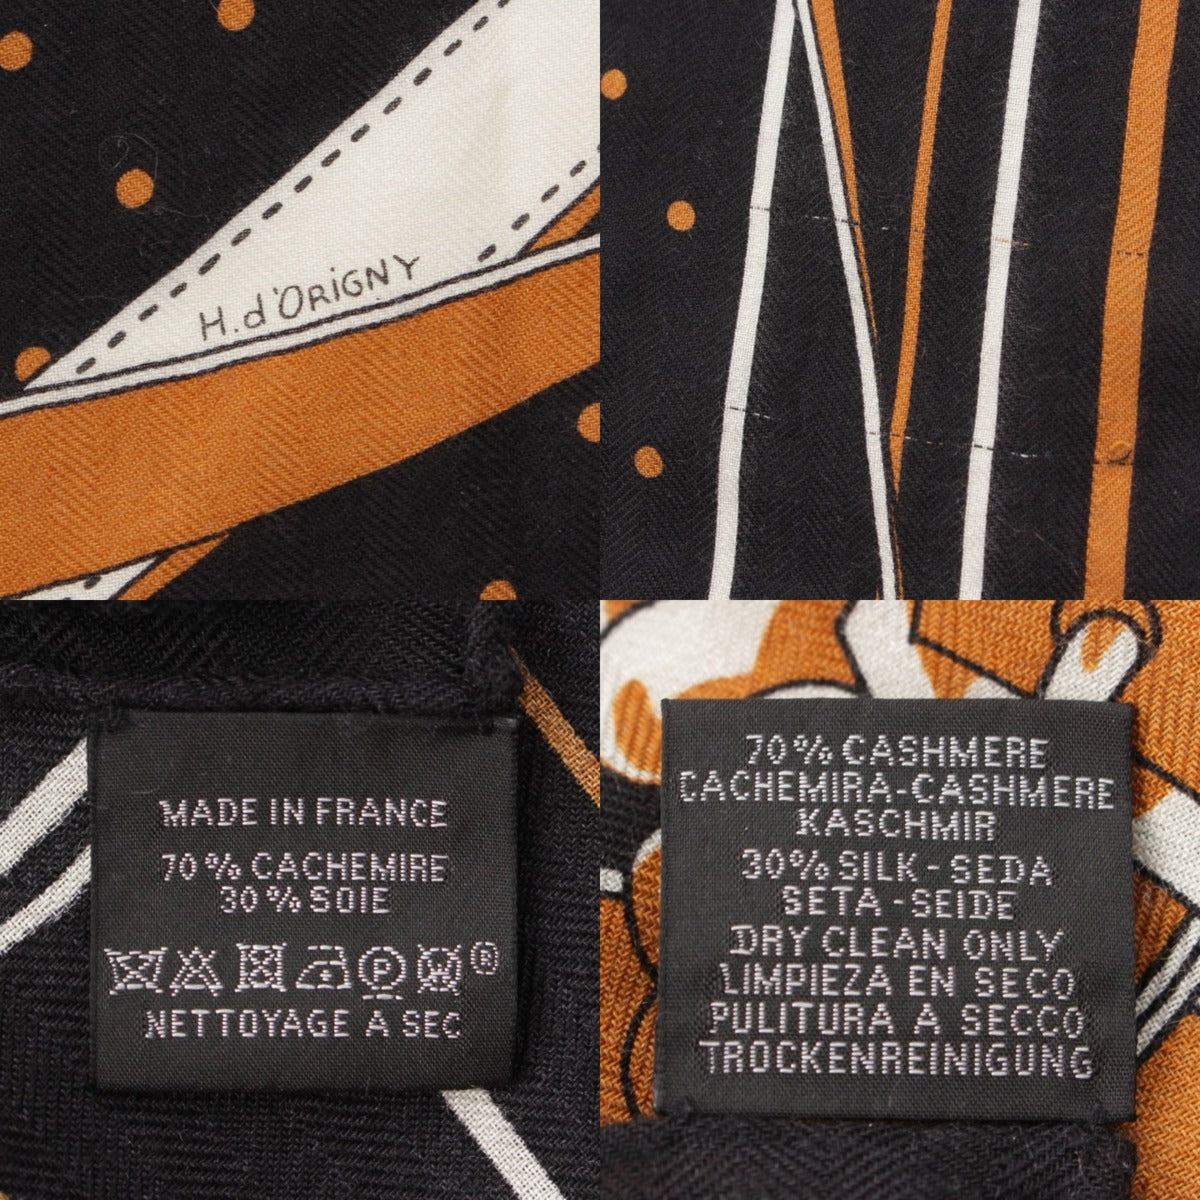 H. d'ORiGNY
MADE IN FRANCE
70% CACHEMIRE
30% SOIE
®
NETTOYAGE A SEC
70% CASHMERE
CACHEMIRA-CASHMERE
KASCHMIR
30% SILK - SEDA
SETA - SEIDE
DRY CLEAN ONLY
LIMPIEZA EN SECO
PULITURA A SECCO
TROCKENREINIGUNG